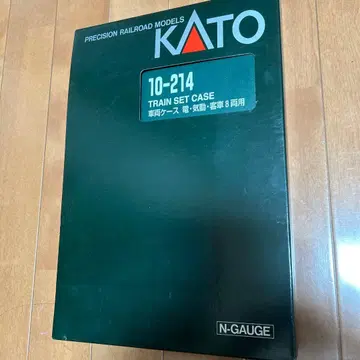 PRECISION RAILROAD MODELS
KATO
10-214
TRAIN SET CASE
車両ケース 電・気動・客車8両用
N-GAUGE